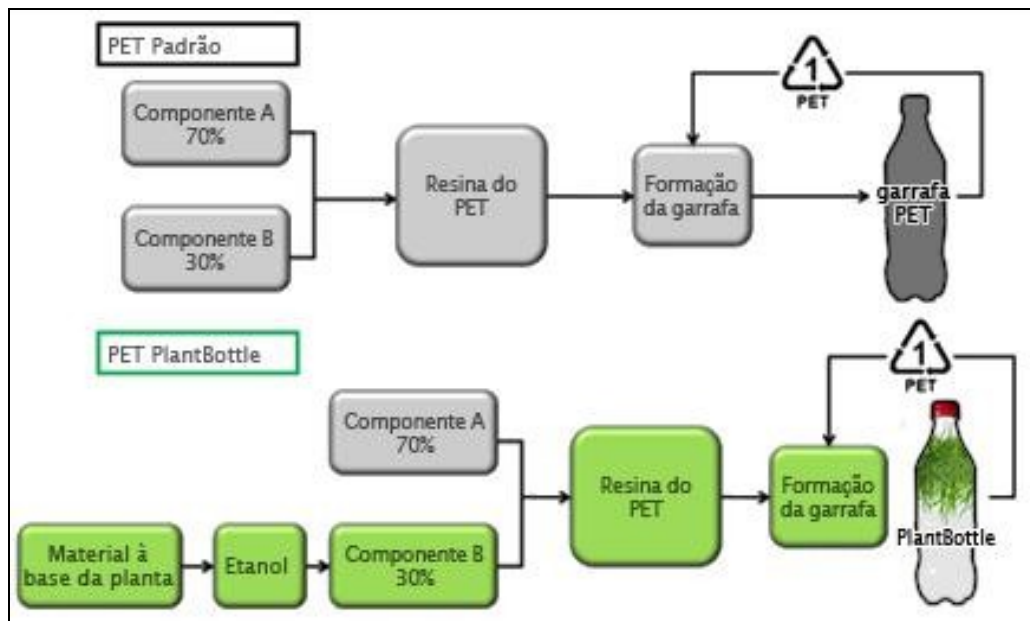 PET Padrão
Componente A
70%
Componente B
30%
Resina do
PET
Formação
da garrafa
1
PET
garrafa
PET
PET PlantBottle
Componente A
70%
Material à
base da planta
Etanol
Componente B
30%
Resina do
PET
Formação
da garrafa
1
PET
PlantBottle